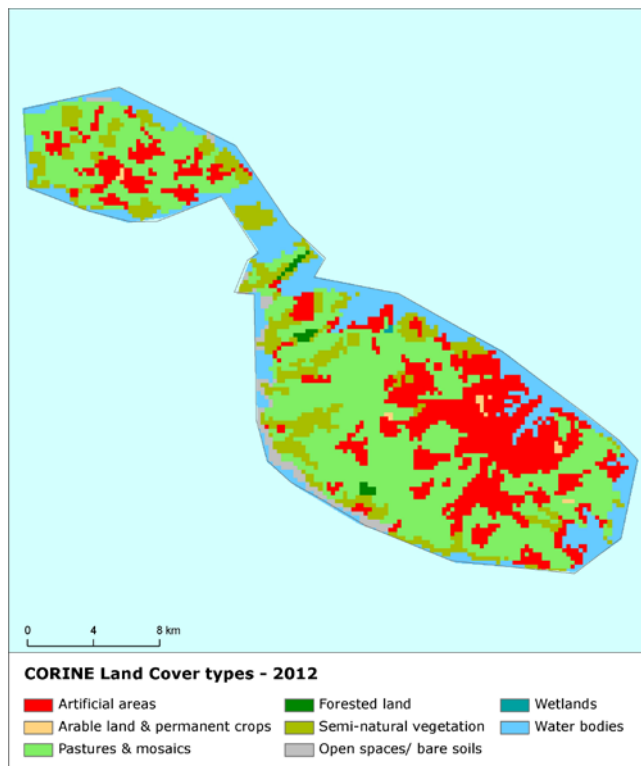 0 4 8 km
CORINE Land Cover types - 2012
Artificial areas Forested land Wetlands
Arable land & permanent crops Semi-natural vegetation Water bodies
Pastures & mosaics Open spaces/ bare soils